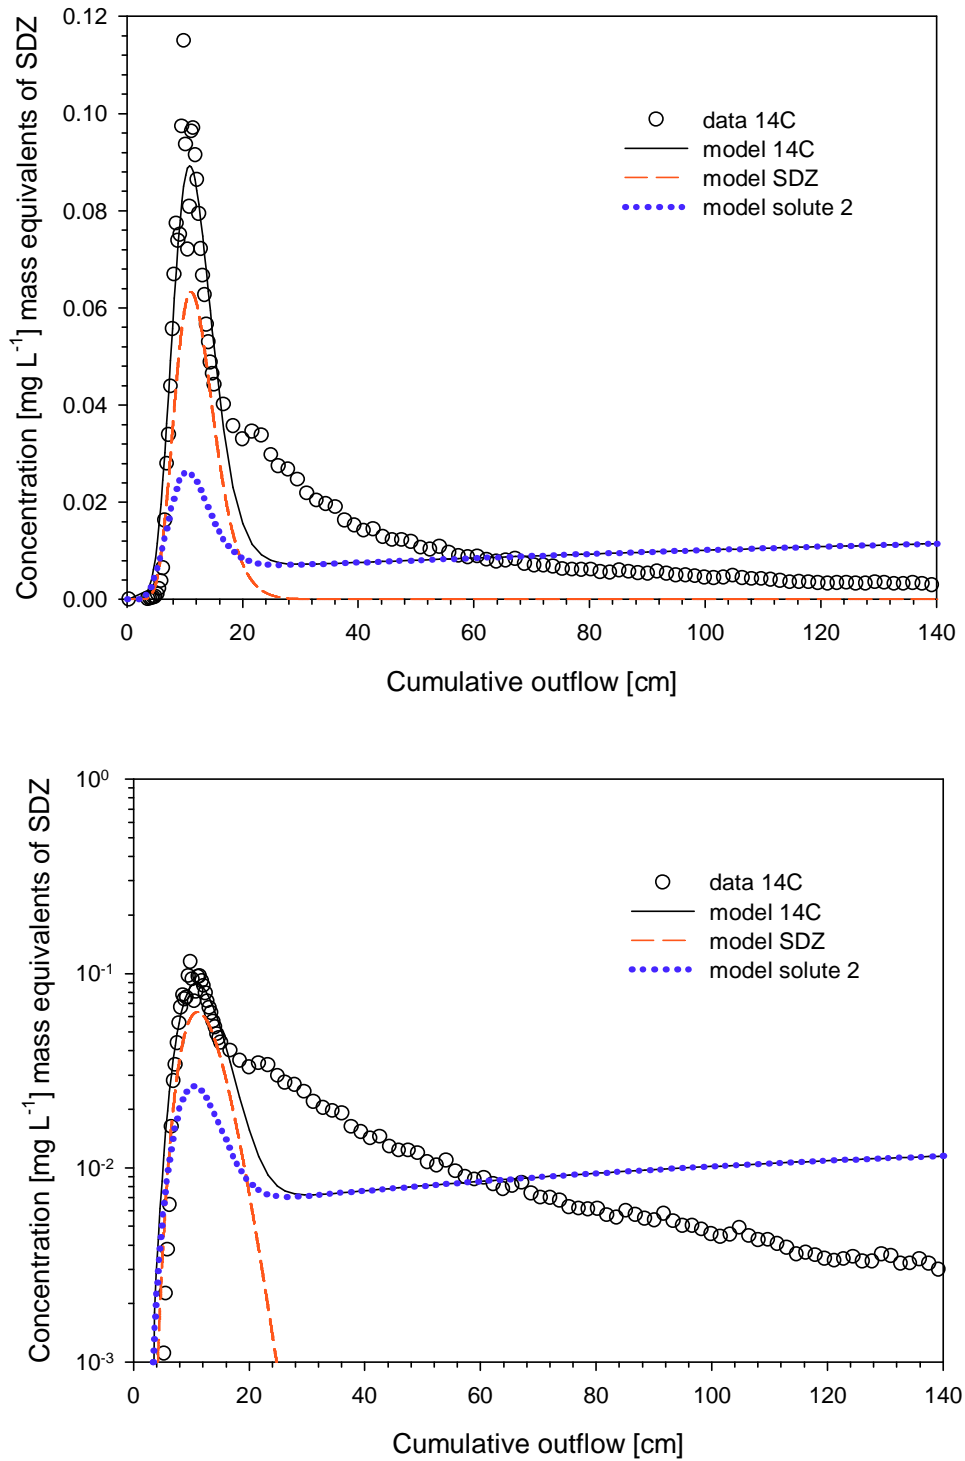 Concentration [mg L⁻¹] mass equivalents of SDZ
0.12
0.10
0.08
0.06
0.04
0.02
0.00
data 14C
model 14C
model SDZ
model solute 2
0 20 40 60 80 100 120 140
Cumulative outflow [cm]
Concentration [mg L⁻¹] mass equivalents of SDZ
10⁰
10⁻¹
10⁻²
10⁻³
data 14C
model 14C
model SDZ
model solute 2
0 20 40 60 80 100 120 140
Cumulative outflow [cm]